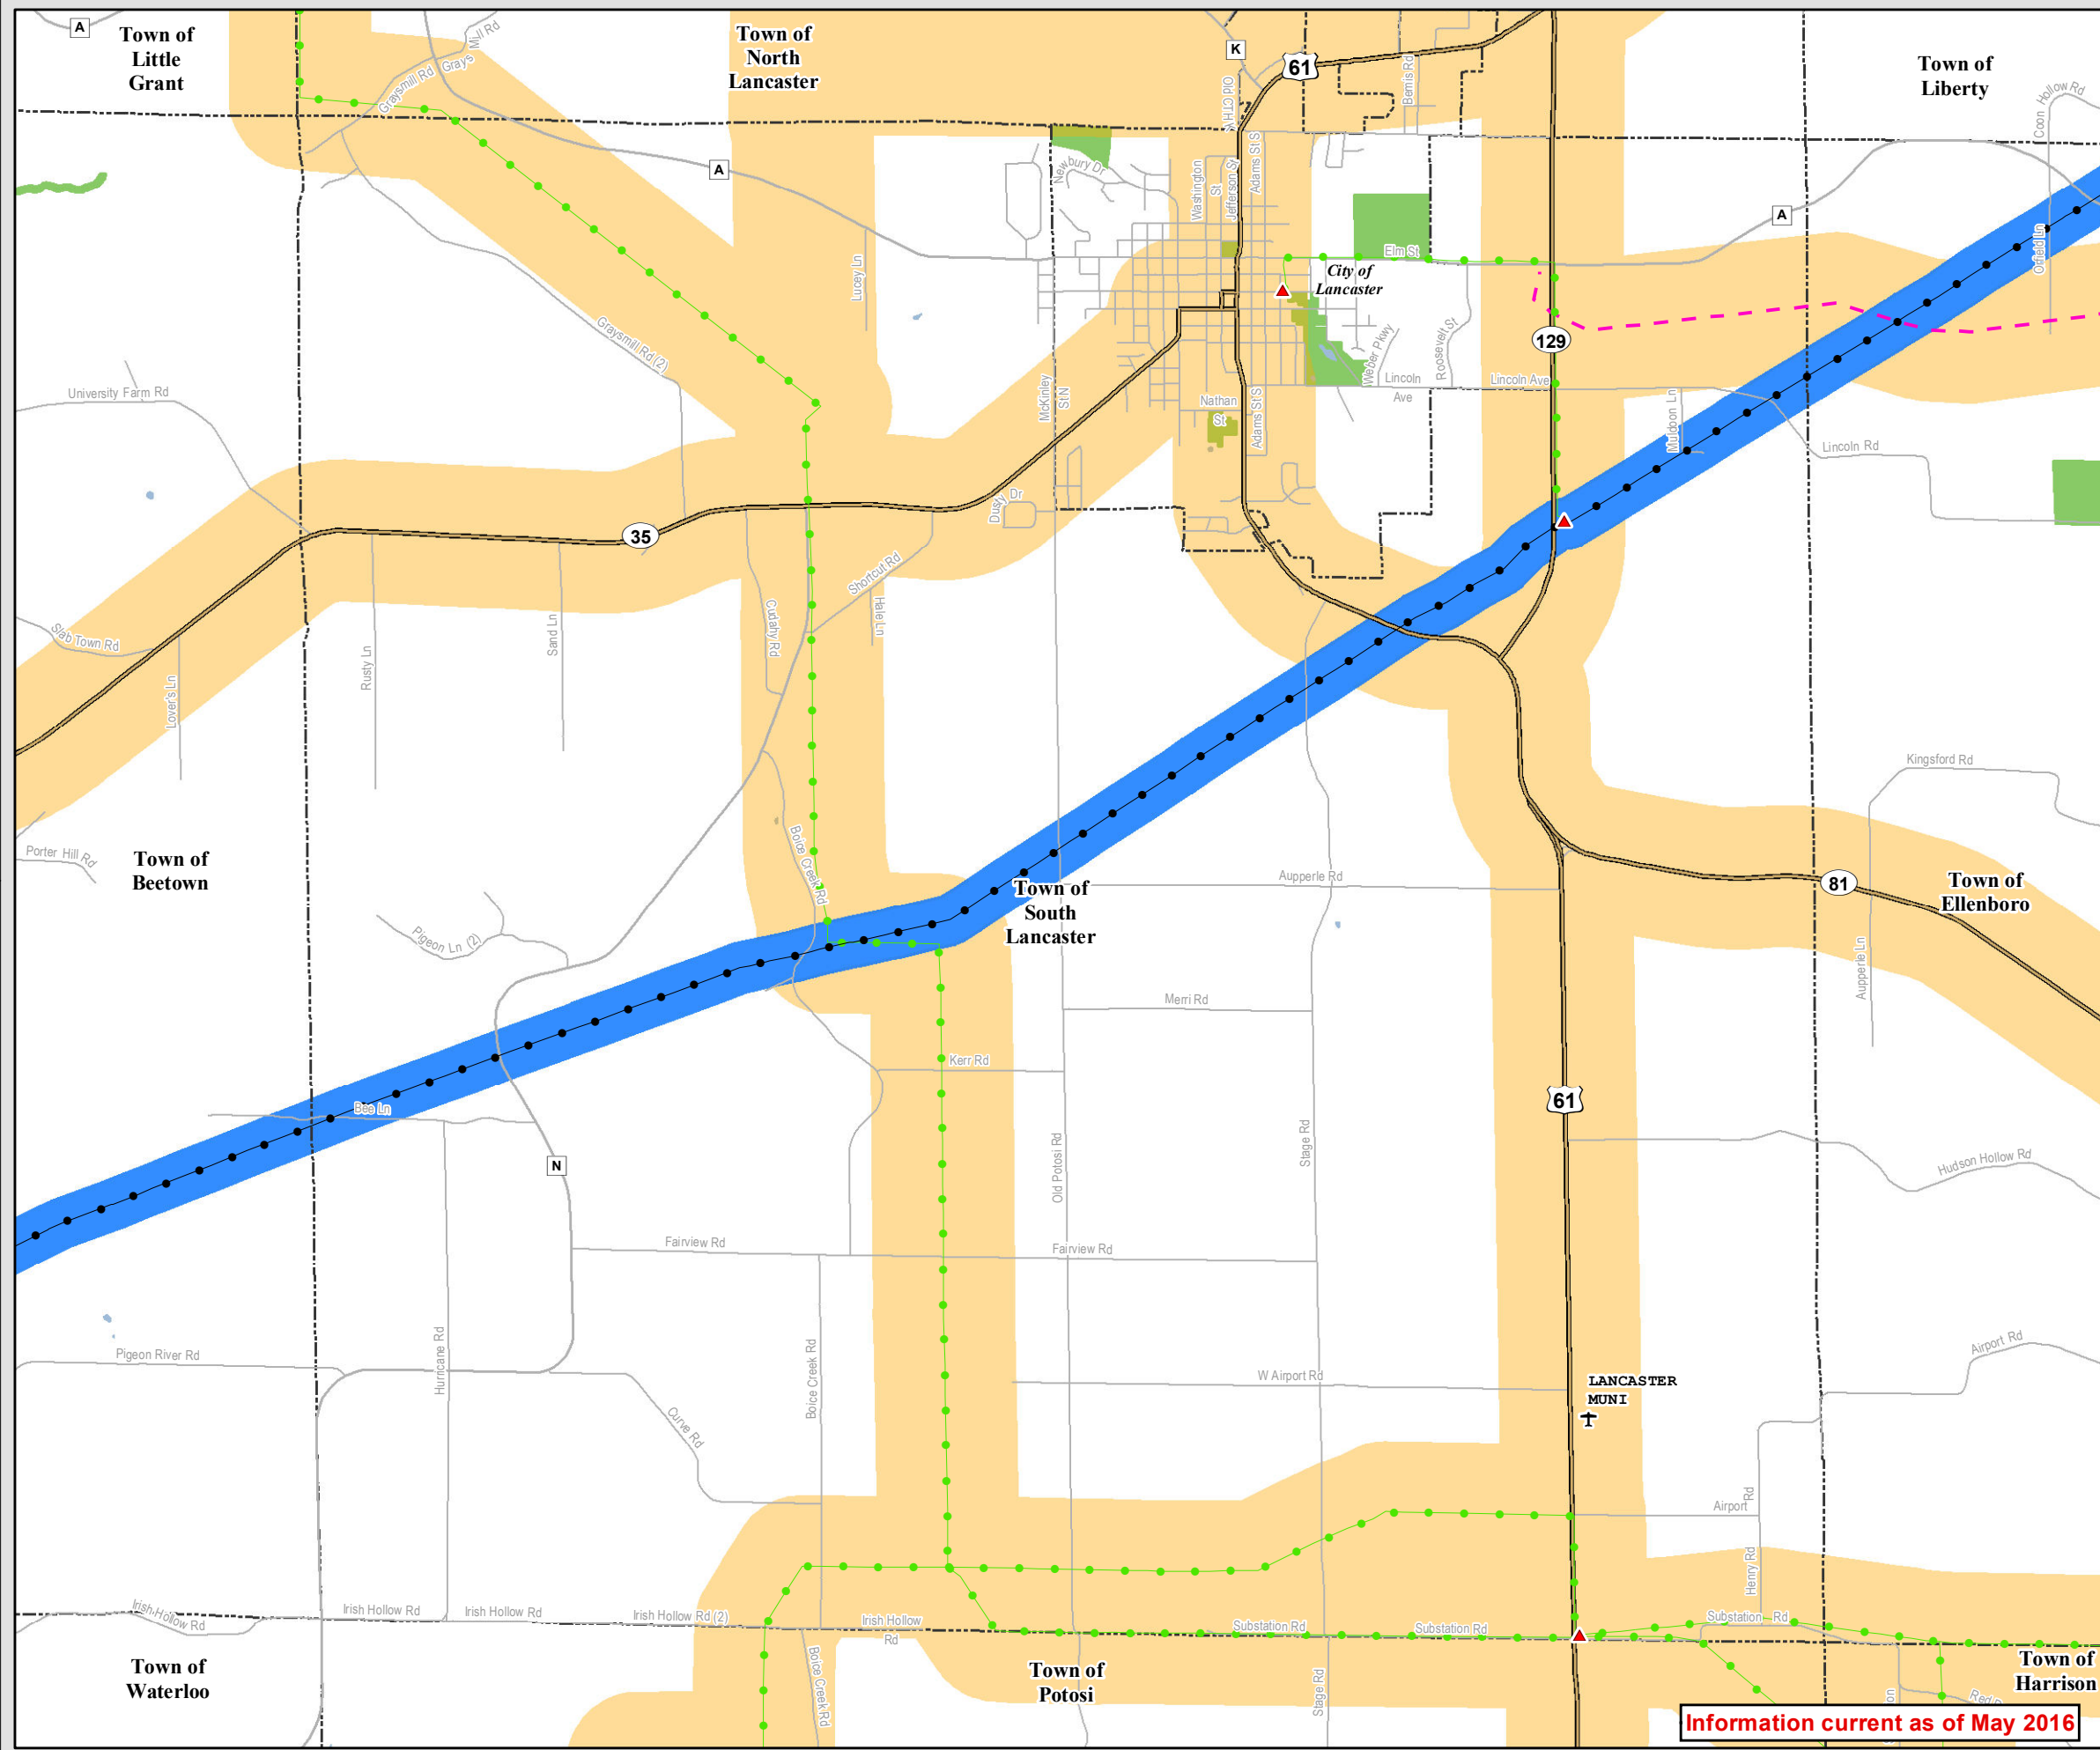 A
Town of
Little
Grant
Mill Rd
Grays
Graysmill Rd
Town of
North
Lancaster
K
61
Old CTH K
Bemis Rd
Town of
Liberty
Coon
Hollow Rd
A
Newbury Dr
Washington
St
Jefferson St
Adams St S
A
Orfield Ln
Lucey Ln
Elm St
City of
Lancaster
Graysmill Rd (2)
129
Weber Pkwy
Roosevelt St
University Farm Rd
McKinley
St N
Nathan
St
Adams St S
Lincoln
Ave
Lincoln Ave
Muldoon Ln
Lincoln Rd
35
Dusty
Dr
Shortcut Rd
Hale Ln
Cudahy Rd
Slab Town Rd
Lover's Ln
Rusty Ln
Sand Ln
Kingsford Rd
Porter Hill Rd
Town of
Beetown
Boice Creek Rd
Town of
South
Lancaster
Aupperle Rd
81
Town of
Ellenboro
Pigeon Ln (2)
Aupperle Ln
Merri Rd
Kerr Rd
Bee Ln
61
N
Old Potosi Rd
Stage Rd
Hudson Hollow Rd
Fairview Rd
Fairview Rd
Pigeon River Rd
Hurricane Rd
Boice Creek Rd
W Airport Rd
LANCASTER
MUNI
Airport Rd
Curve Rd
Airport
Rd
Henry Rd
Irish Hollow Rd
Irish Hollow Rd
Irish Hollow Rd
Irish Hollow Rd (2)
Irish Hollow
Rd
Substation Rd
Substation Rd
Substation Rd
Town of
Waterloo
Boice Creek Rd
Town of
Potosi
Stage Rd
Town of
Harrison
Information current as of May 2016